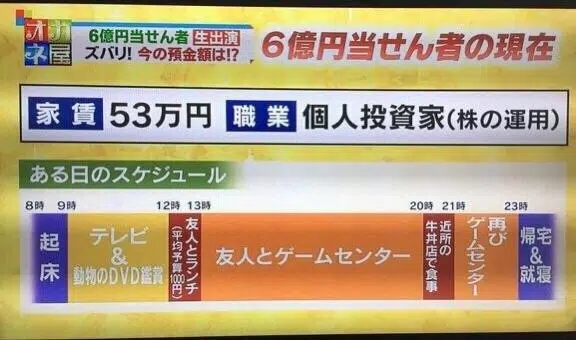 オカネ屋
6億円当せん者 生出演
ズバリ!今の預金額は!?
6億円当せん者の現在
家賃 53万円 職業 個人投資家(株の運用)
ある日のスケジュール
8時 9時 12時 13時 20時 21時 23時
起床
テレビ
&
動物のDVD鑑賞
友人とランチ
(平均予算1000円)
友人とゲームセンター
近所の
牛丼店で食事
再び
ゲームセンター
帰宅
&
就寝